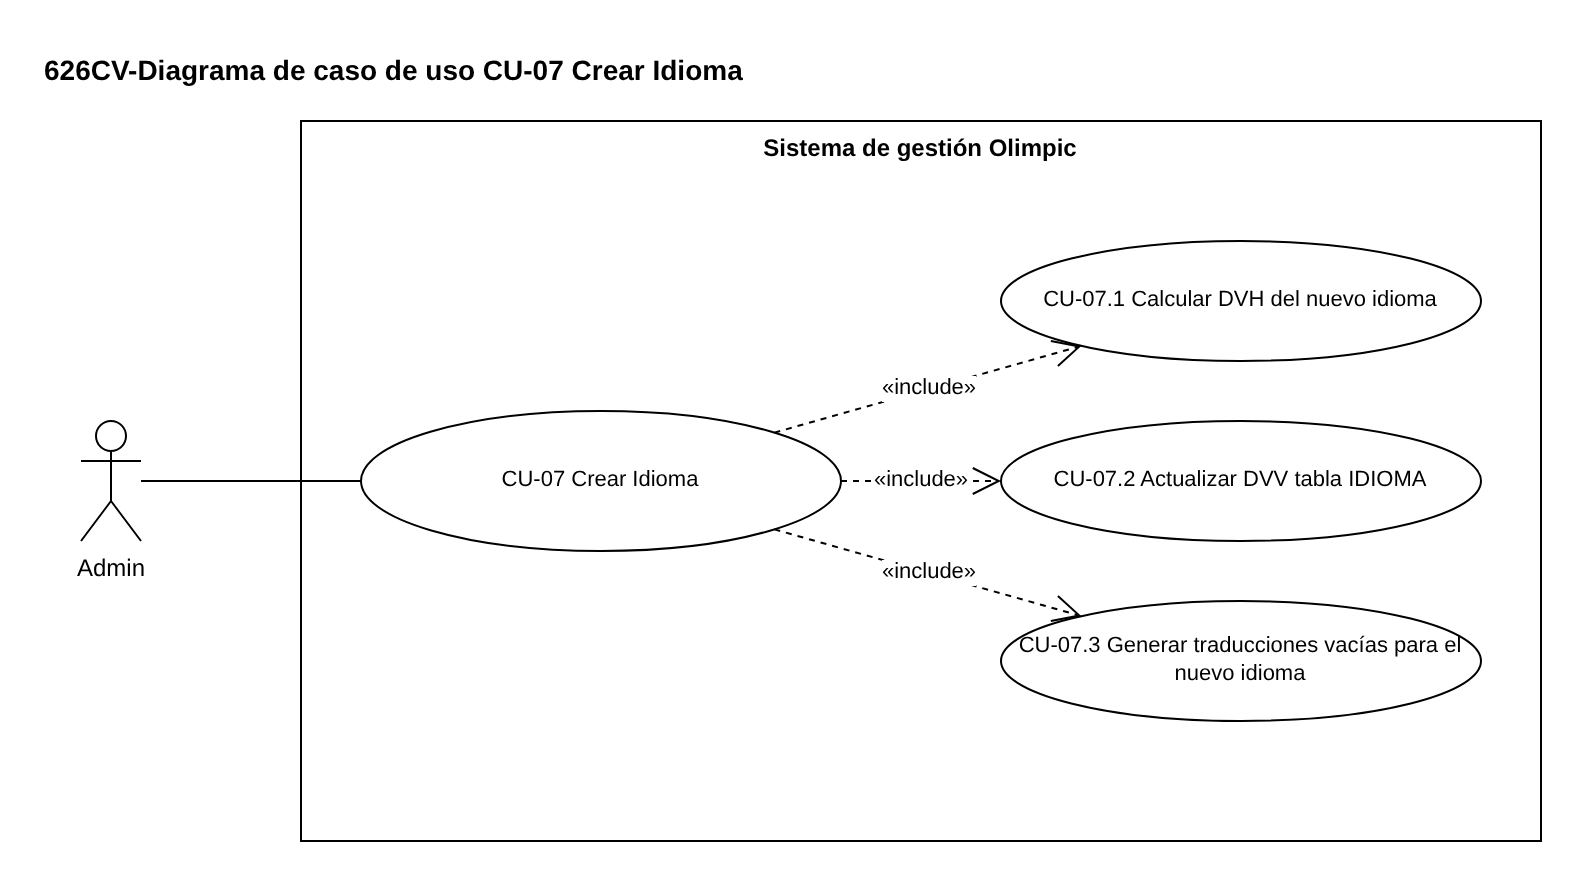 626CV-Diagrama de caso de uso CU-07 Crear Idioma
Sistema de gestión Olimpic
CU-07.1 Calcular DVH del nuevo idioma
«include»
Admin
CU-07 Crear Idioma
«include»
CU-07.2 Actualizar DVV tabla IDIOMA
«include»
CU-07.3 Generar traducciones vacías para el
nuevo idioma